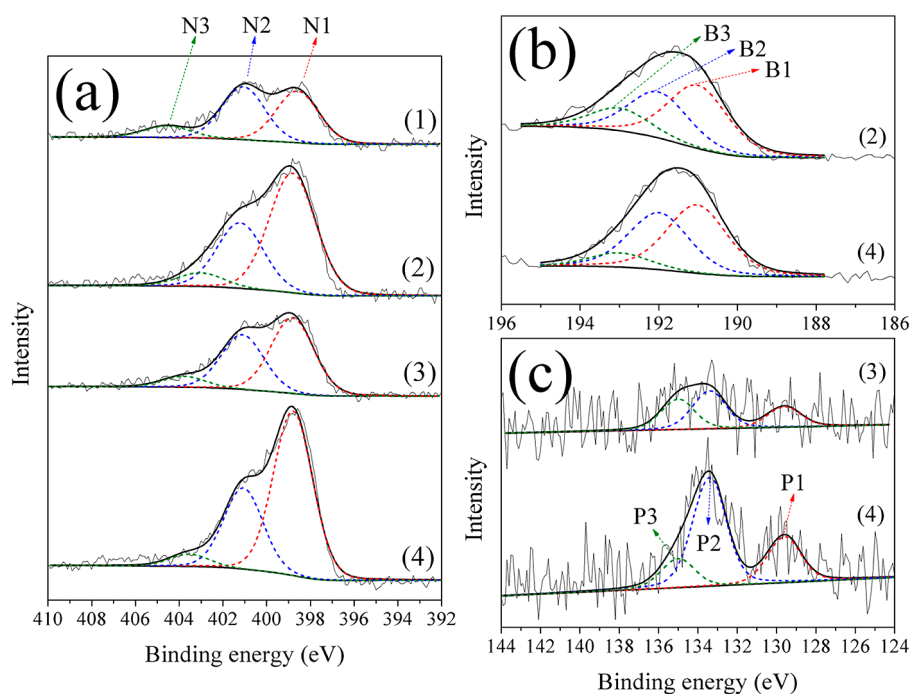 N3 N2 N1
(a)
(1)
(2)
(3)
(4)
Intensity
410 408 406 404 402 400 398 396 394 392
Binding energy (eV)
(b)
B3
B2
B1
(2)
(4)
Intensity
196 194 192 190 188 186
(c)
(3)
P1
P3
P2
(4)
Intensity
144 142 140 138 136 134 132 130 128 126 124
Binding energy (eV)